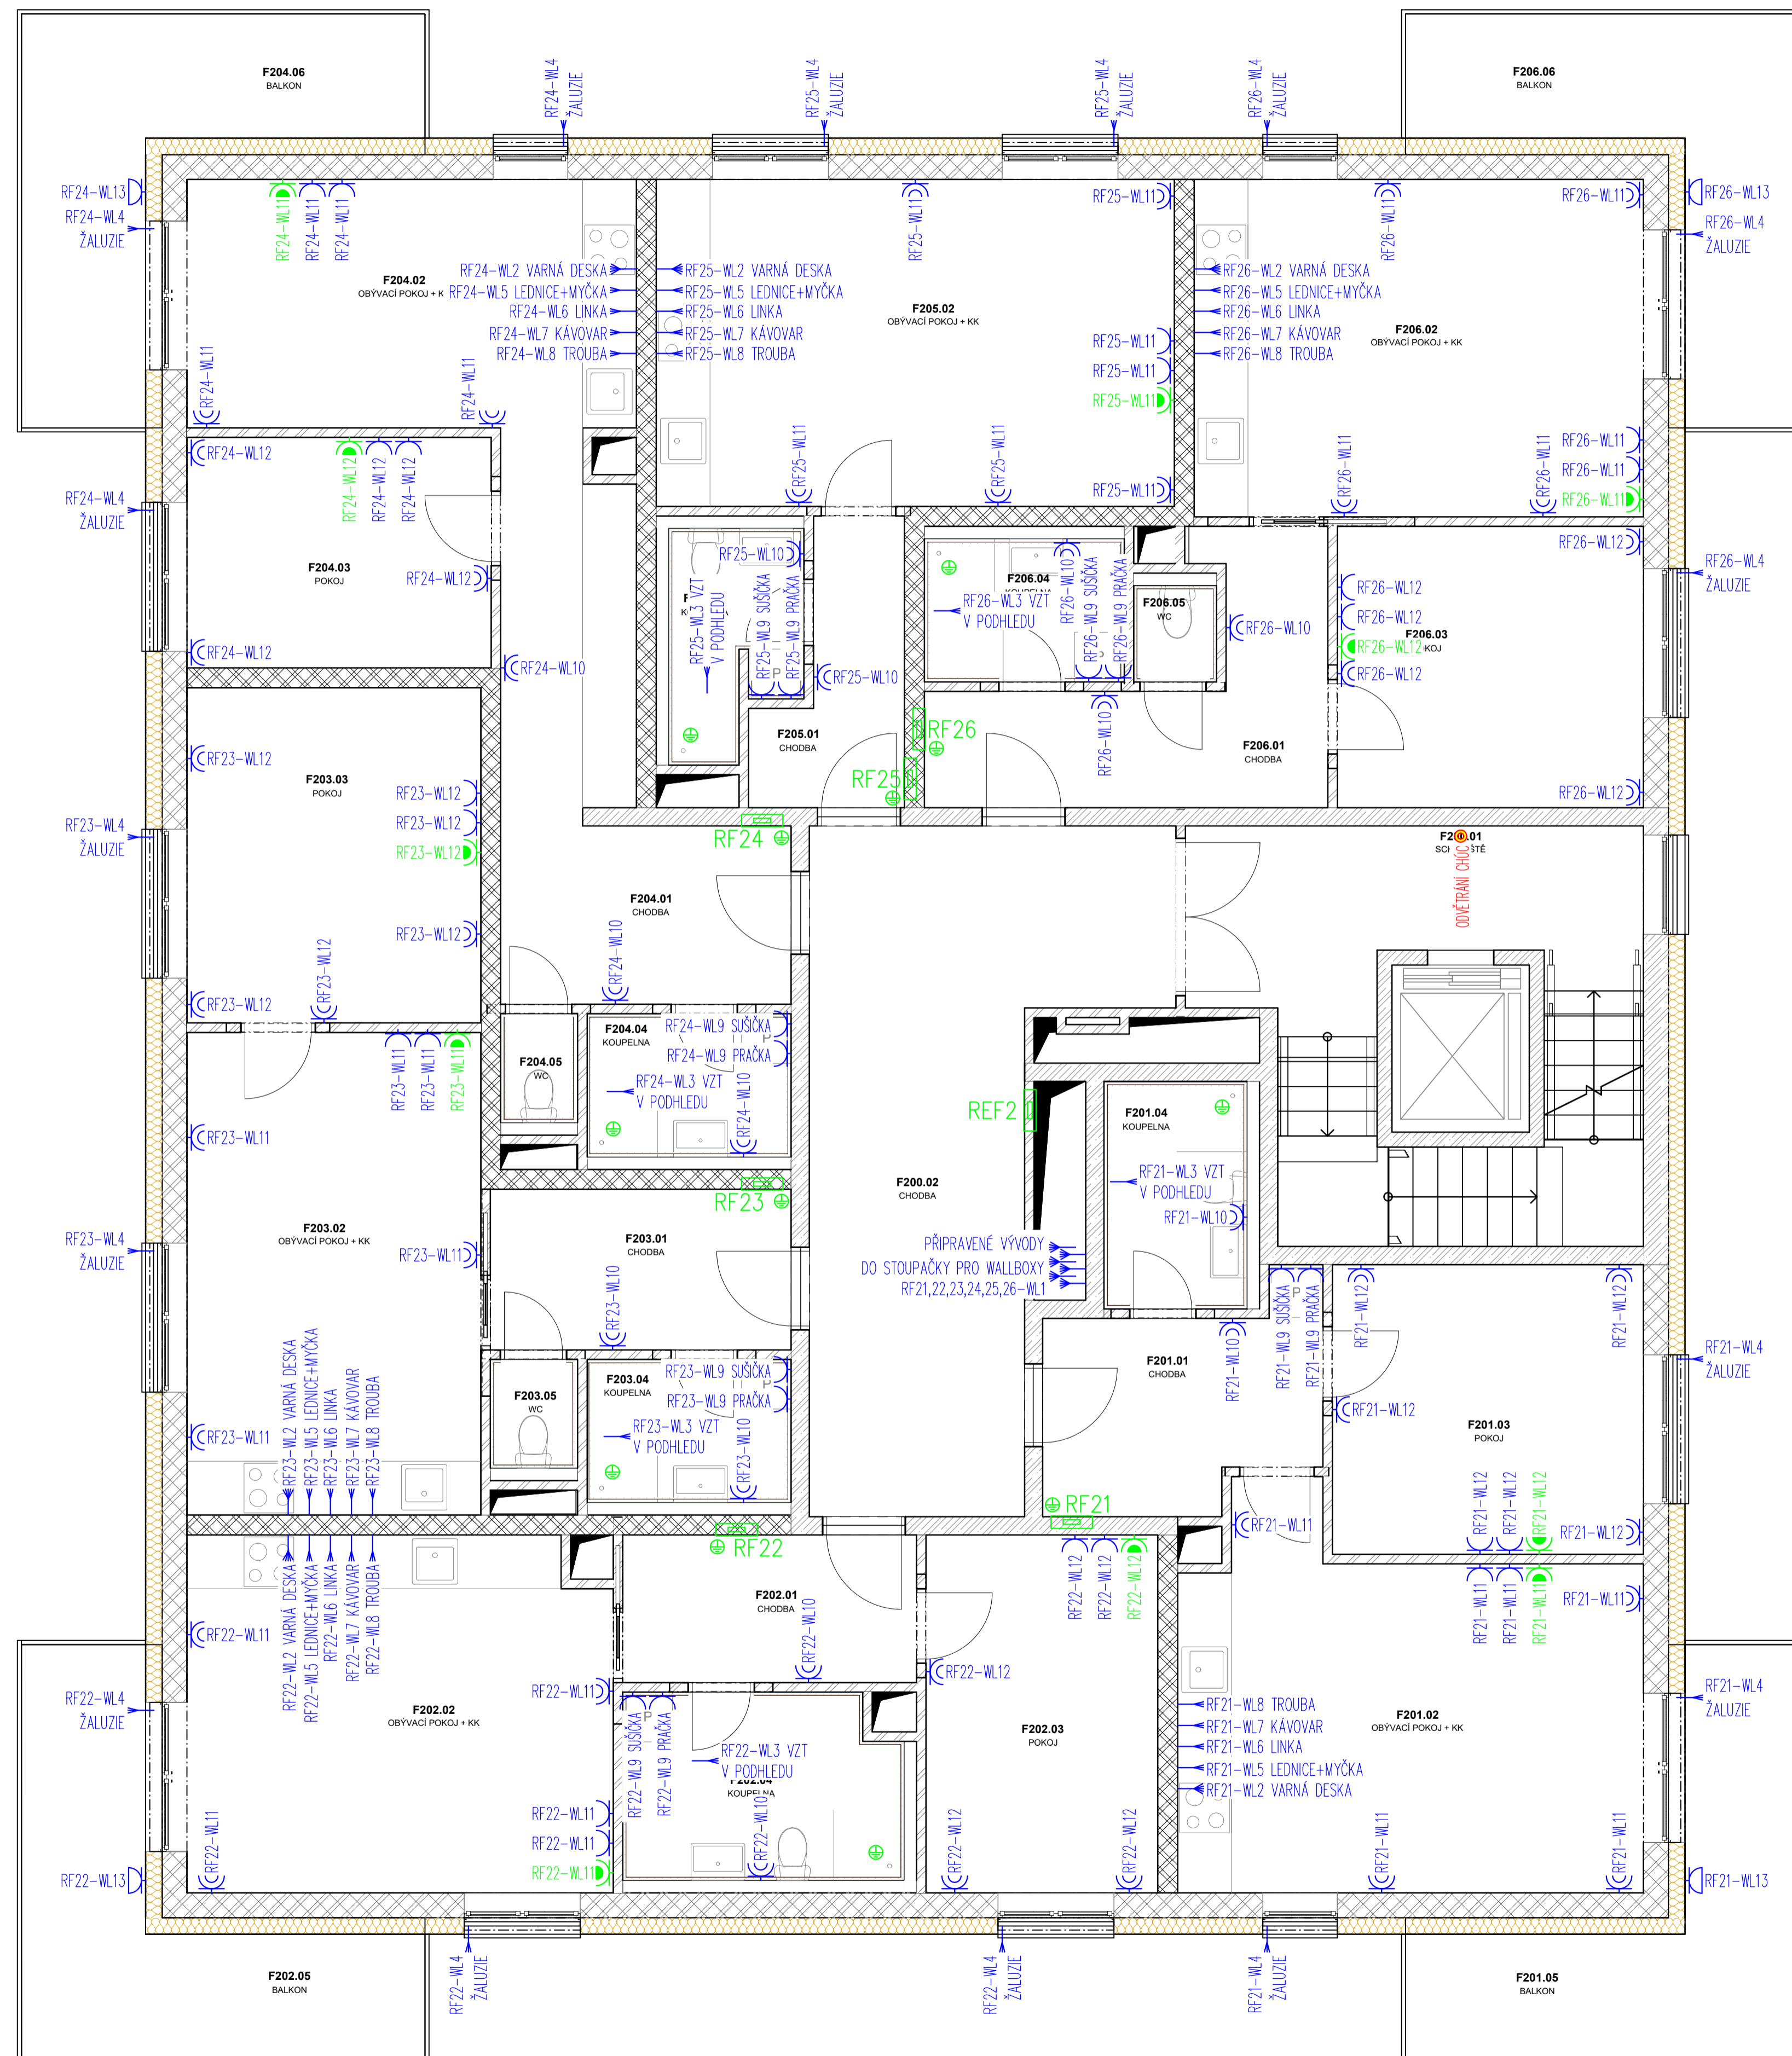 F204.06
BALKON
RF24-WL4
ŽALUZIE
RF25-WL4
ŽALUZIE
RF25-WL4
ŽALUZIE
RF26-WL4
ŽALUZIE
F206.06
BALKON
RF24-WL13
RF24-WL4
ŽALUZIE
RF24-WL11
RF24-WL11
RF24-WL11
F204.02
OBÝVACÍ POKOJ + K
RF24-WL2 VARNÁ DESKA
RF24-WL5 LEDNICE+MYČKA
RF24-WL6 LINKA
RF24-WL7 KÁVOVAR
RF24-WL8 TROUBA
RF24-WL11
RF24-WL11
RF25-WL2 VARNÁ DESKA
RF25-WL5 LEDNICE+MYČKA
RF25-WL6 LINKA
RF25-WL7 KÁVOVAR
RF25-WL8 TROUBA
RF25-WL11
RF25-WL11
F205.02
OBÝVACÍ POKOJ + KK
RF25-WL11
RF25-WL11
RF25-WL11
RF25-WL11
RF25-WL11
RF25-WL11
RF26-WL2 VARNÁ DESKA
RF26-WL5 LEDNICE+MYČKA
RF26-WL6 LINKA
RF26-WL7 KÁVOVAR
RF26-WL8 TROUBA
RF26-WL11
RF26-WL11
F206.02
OBÝVACÍ POKOJ + KK
RF26-WL11
RF26-WL11
RF26-WL11
RF26-WL11
RF26-WL11
RF26-WL13
RF26-WL4
ŽALUZIE
RF24-WL4
ŽALUZIE
RF24-WL12
RF24-WL12
RF24-WL12
RF24-WL12
F204.03
POKOJ
RF24-WL12
RF24-WL12
RF24-WL10
RF25-WL10
RF25-WL3 VZT
V PODHLEDU
RF25-WL9 SUŠIČKA
RF25-WL9 PRAČKA
P
RF25-WL10
F205.01
CHODBA
RF25
RF26
F206.04
KOUPELNA
RF26-WL3 VZT
V PODHLEDU
RF26-WL10
RF26-WL9 SUŠIČKA
RF26-WL9 PRAČKA
P
F206.05
WC
RF26-WL10
RF26-WL10
F206.01
CHODBA
RF26-WL12
RF26-WL12
RF26-WL12
RF26-WL12
RF26-WL12
F206.03
RF26-WL12
RF26-WL4
ŽALUZIE
RF23-WL4
ŽALUZIE
RF23-WL12
F203.03
POKOJ
RF23-WL12
RF23-WL12
RF23-WL12
RF23-WL12
RF23-WL12
RF23-WL12
RF24
F204.01
CHODBA
RF24-WL10
ODVĚTRÁNÍ CHÚC
F204.05
WC
F204.04
KOUPELNA
RF24-WL9 SUŠIČKA
RF24-WL9 PRAČKA
P
RF24-WL3 VZT
V PODHLEDU
RF24-WL10
RF23-WL11
RF23-WL11
RF23-WL11
RF23-WL11
RF23-WL4
ŽALUZIE
F203.02
OBÝVACÍ POKOJ + KK
RF23-WL11
RF23-WL11
RF23-WL2 VARNÁ DESKA
RF23-WL5 LEDNICE+MYČKA
RF23-WL6 LINKA
RF23-WL7 KÁVOVAR
RF23-WL8 TROUBA
RF23
F203.01
CHODBA
RF23-WL10
F203.05
WC
F203.04
KOUPELNA
RF23-WL9 SUŠIČKA
RF23-WL9 PRAČKA
P
RF23-WL3 VZT
V PODHLEDU
RF23-WL10
F200.02
CHODBA
REF2
PŘIPRAVENÉ VÝVODY
DO STOUPAČKY PRO WALLBOXY
RF21,22,23,24,25,26-WL1
F201.04
KOUPELNA
RF21-WL3 VZT
V PODHLEDU
RF21-WL10
RF21-WL10
RF21-WL9 SUŠIČKA
RF21-WL9 PRAČKA
P
F201.01
CHODBA
RF21
RF21-WL12
RF21-WL12
RF21-WL12
F201.03
POKOJ
RF21-WL12
RF21-WL12
RF21-WL12
RF21-WL12
RF21-WL4
ŽALUZIE
RF22
RF22-WL2 VARNÁ DESKA
RF22-WL5 LEDNICE+MYČKA
RF22-WL6 LINKA
RF22-WL7 KÁVOVAR
RF22-WL8 TROUBA
RF22-WL11
RF22-WL4
ŽALUZIE
F202.02
OBÝVACÍ POKOJ + KK
RF22-WL11
RF22-WL11
RF22-WL11
RF22-WL11
RF22-WL11
RF22-WL13
F202.01
CHODBA
RF22-WL10
RF22-WL9 SUŠIČKA
RF22-WL9 PRAČKA
P
RF22-WL3 VZT
V PODHLEDU
F202.04
KOUPELNA
RF22-WL10
RF22-WL12
RF22-WL12
RF22-WL12
RF22-WL12
F202.03
POKOJ
RF22-WL12
RF22-WL12
RF21-WL11
RF21-WL11
RF21-WL11
RF21-WL11
RF21-WL11
RF21-WL8 TROUBA
RF21-WL7 KÁVOVAR
RF21-WL6 LINKA
RF21-WL5 LEDNICE+MYČKA
RF21-WL2 VARNÁ DESKA
F201.02
OBÝVACÍ POKOJ + KK
RF21-WL11
RF21-WL11
RF21-WL4
ŽALUZIE
RF21-WL13
F202.05
BALKON
RF22-WL4
ŽALUZIE
RF22-WL4
ŽALUZIE
RF21-WL4
ŽALUZIE
F201.05
BALKON